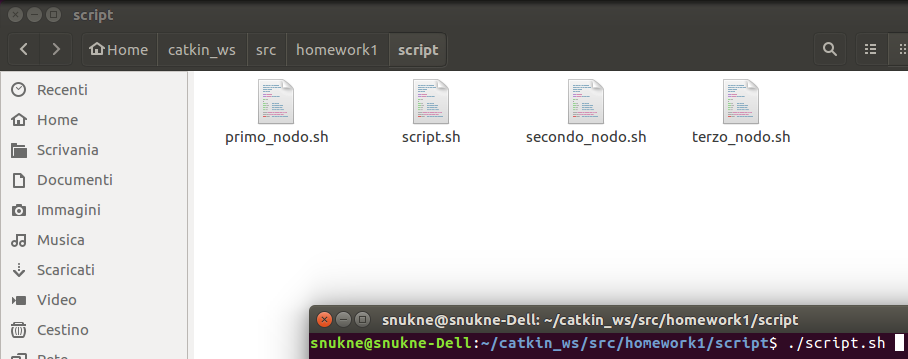 script
Home catkin_ws src homework1 script
Recenti
Home
Scrivania
Documenti
Immagini
Musica
Scaricati
Video
Cestino
primo_nodo.sh script.sh secondo_nodo.sh terzo_nodo.sh
snukne@snukne-Dell: ~/catkin_ws/src/homework1/script
snukne@snukne-Dell:~/catkin_ws/src/homework1/script$ ./script.sh